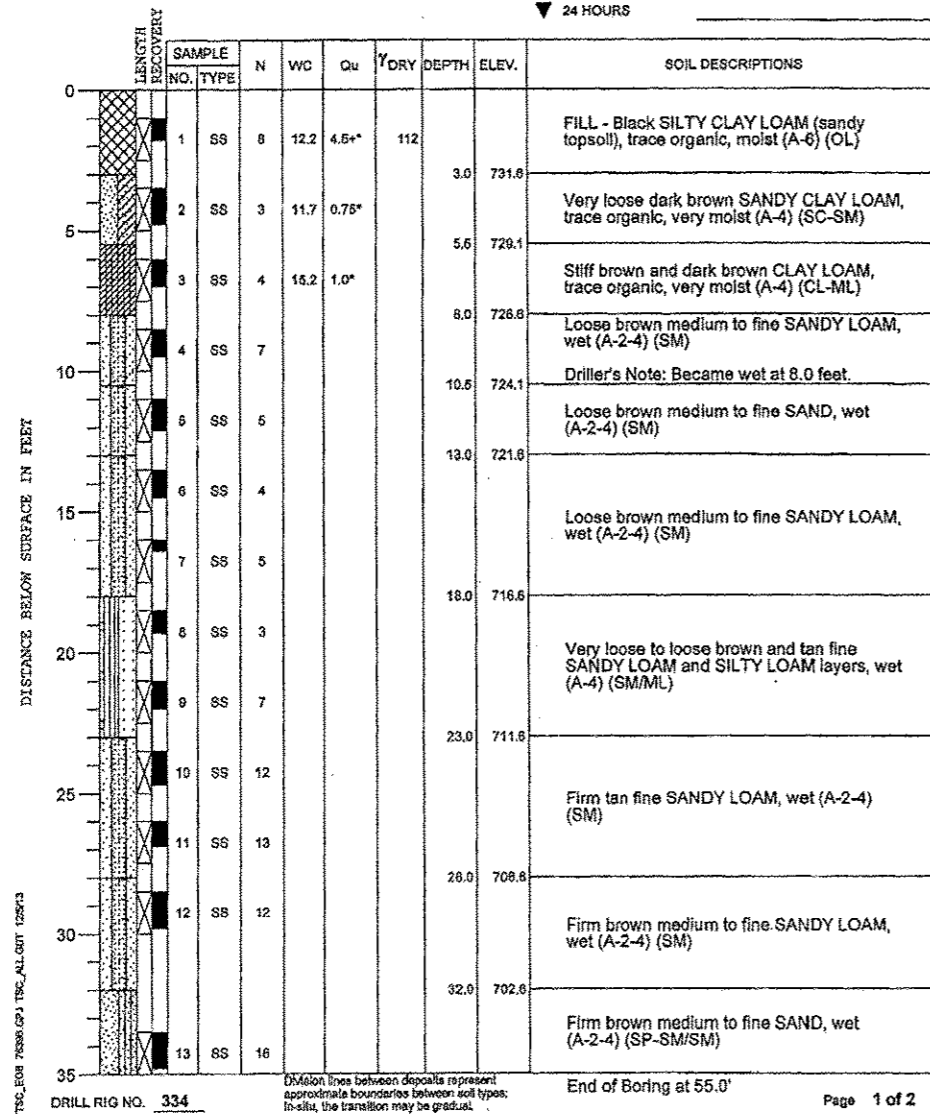 ▼ 24 HOURS
LENGTH
RECOVERY
SAMPLE
NO. TYPE
N
WC
Qu
γDRY
DEPTH
ELEV.
SOIL DESCRIPTIONS
DISTANCE BELOW SURFACE IN FEET
0
1 SS 8 12.2 4.5+* 112
FILL - Black SILTY CLAY LOAM (sandy
topsoil), trace organic, moist (A-6) (OL)
3.0 731.6
2 SS 3 11.7 0.75*
Very loose dark brown SANDY CLAY LOAM,
trace organic, very moist (A-4) (SC-SM)
5
5.5 729.1
3 SS 4 15.2 1.0*
Stiff brown and dark brown CLAY LOAM,
trace organic, very moist (A-4) (CL-ML)
8.0 726.6
4 SS 7
Loose brown medium to fine SANDY LOAM,
wet (A-2-4) (SM)
10
Driller's Note: Became wet at 8.0 feet.
10.5 724.1
5 SS 5
Loose brown medium to fine SAND, wet
(A-2-4) (SM)
13.0 721.6
6 SS 4
15
Loose brown medium to fine SANDY LOAM,
wet (A-2-4) (SM)
7 SS 5
18.0 716.6
8 SS 3
20
Very loose to loose brown and tan fine
SANDY LOAM and SILTY LOAM layers, wet
(A-4) (SM/ML)
9 SS 7
23.0 711.6
10 SS 12
25
Firm tan fine SANDY LOAM, wet (A-2-4)
(SM)
11 SS 13
28.0 706.6
12 SS 12
30
Firm brown medium to fine SANDY LOAM,
wet (A-2-4) (SM)
32.0 702.6
13 SS 16
Firm brown medium to fine SAND, wet
(A-2-4) (SP-SM/SM)
35
End of Boring at 55.0'
TSC_EOB 76398.GPJ TSC_ALL.GDT 12/5/13
DRILL RIG NO. 334
Division lines between deposits represent
approximate boundaries between soil types;
in-situ, the transition may be gradual.
Page 1 of 2